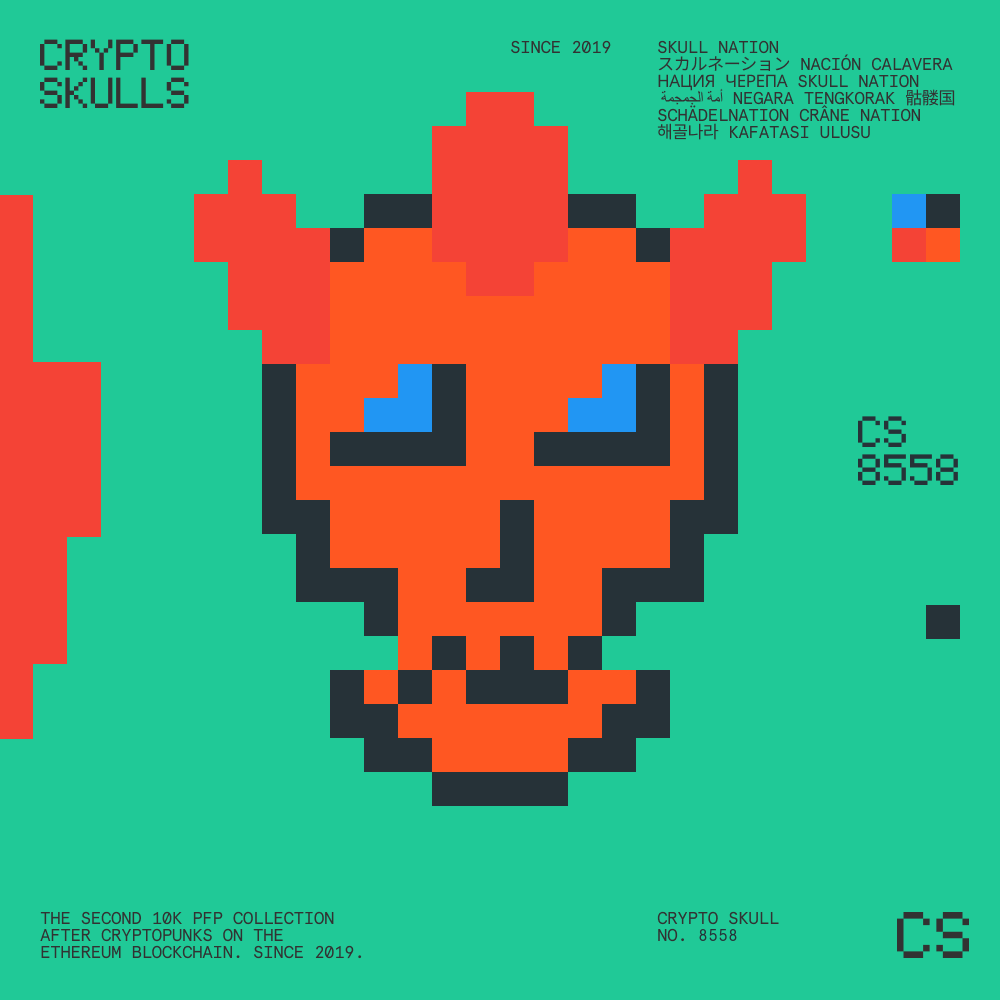 CRYPTO
SKULLS
SINCE 2019
SKULL NATION
スカルネーション NACIÓN CALAVERA
НАЦИЯ ЧЕРЕПА SKULL NATION
أمة الجمجمة NEGARA TENGKORAK 骷髅国
SCHÄDELNATION CRÂNE NATION
해골나라 KAFATASI ULUSU
CS
8558
THE SECOND 10K PFP COLLECTION
AFTER CRYPTOPUNKS ON THE
ETHEREUM BLOCKCHAIN. SINCE 2019.
CRYPTO SKULL
NO. 8558
CS